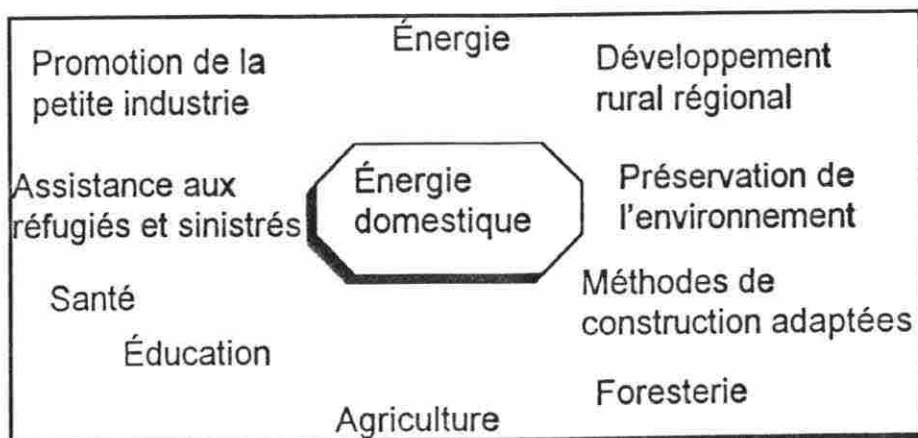 Énergie
Promotion de la
petite industrie
Développement
rural régional
Assistance aux
réfugiés et sinistrés
Énergie
domestique
Préservation de
l'environnement
Santé
Méthodes de
construction adaptées
Éducation
Foresterie
Agriculture